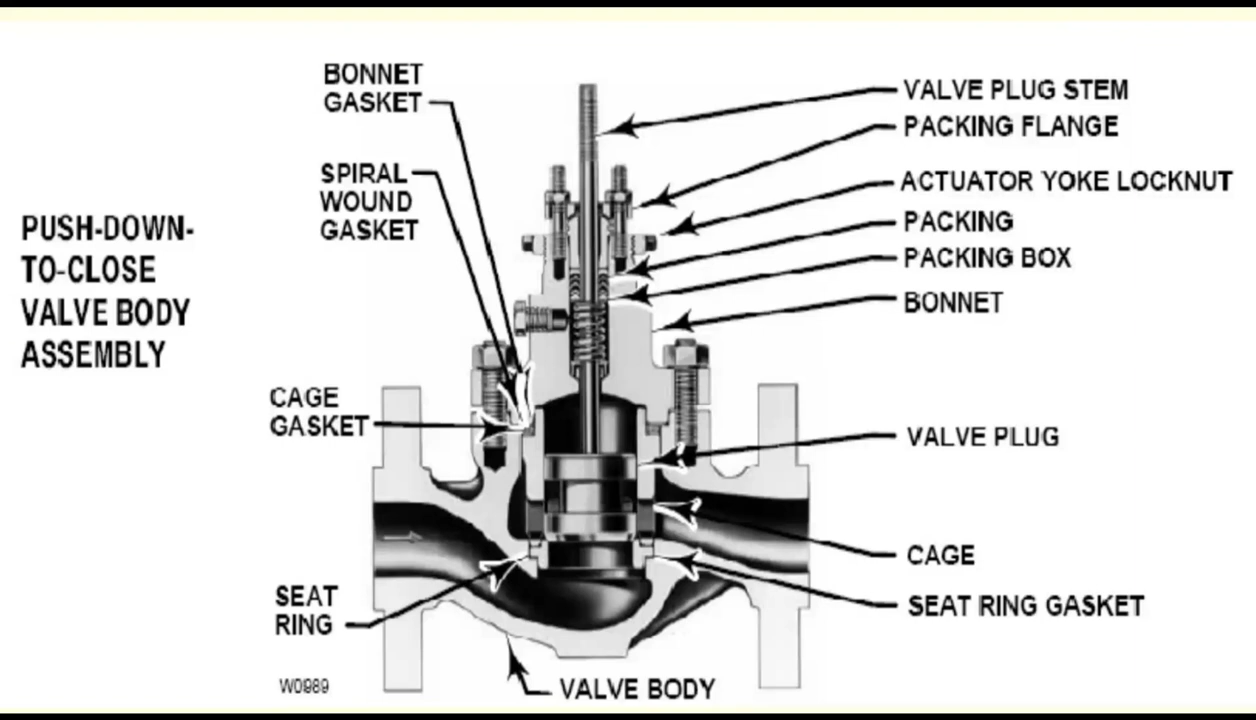 PUSH-DOWN-
TO-CLOSE
VALVE BODY
ASSEMBLY
BONNET
GASKET
SPIRAL
WOUND
GASKET
CAGE
GASKET
SEAT
RING
W0989
VALVE BODY
VALVE PLUG STEM
PACKING FLANGE
ACTUATOR YOKE LOCKNUT
PACKING
PACKING BOX
BONNET
VALVE PLUG
CAGE
SEAT RING GASKET